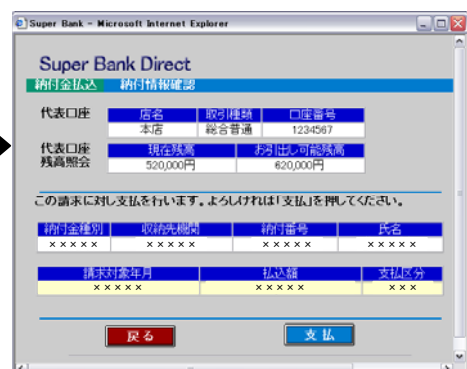 Super Bank - Microsoft Internet Explorer
Super Bank Direct
納付金払込 納付情報確認
代表口座 店名 取引種類 口座番号
本店 総合普通 1234567
代表口座 残高照会 現在残高 お引出し可能残高
520,000円 620,000円
この請求に対し支払を行います。よろしければ「支払」を押してください。
納付金種別 収納先機関 納付番号 氏名
××××× ××××× ××××× ×××××
請求対象年月 払込額 支払区分
××××× ××××× ×××
戻る 支払